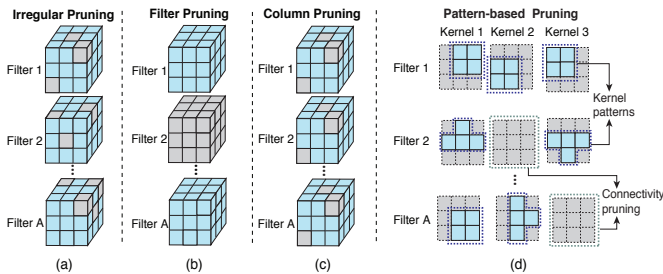 Irregular Pruning
Filter 1
Filter 2
Filter A
(a)
Filter Pruning
Filter 1
Filter 2
Filter A
(b)
Column Pruning
Filter 1
Filter 2
Filter A
(c)
Pattern-based Pruning
Kernel 1 Kernel 2 Kernel 3
Filter 1
Kernel
patterns
Filter 2
Connectivity
pruning
Filter A
(d)